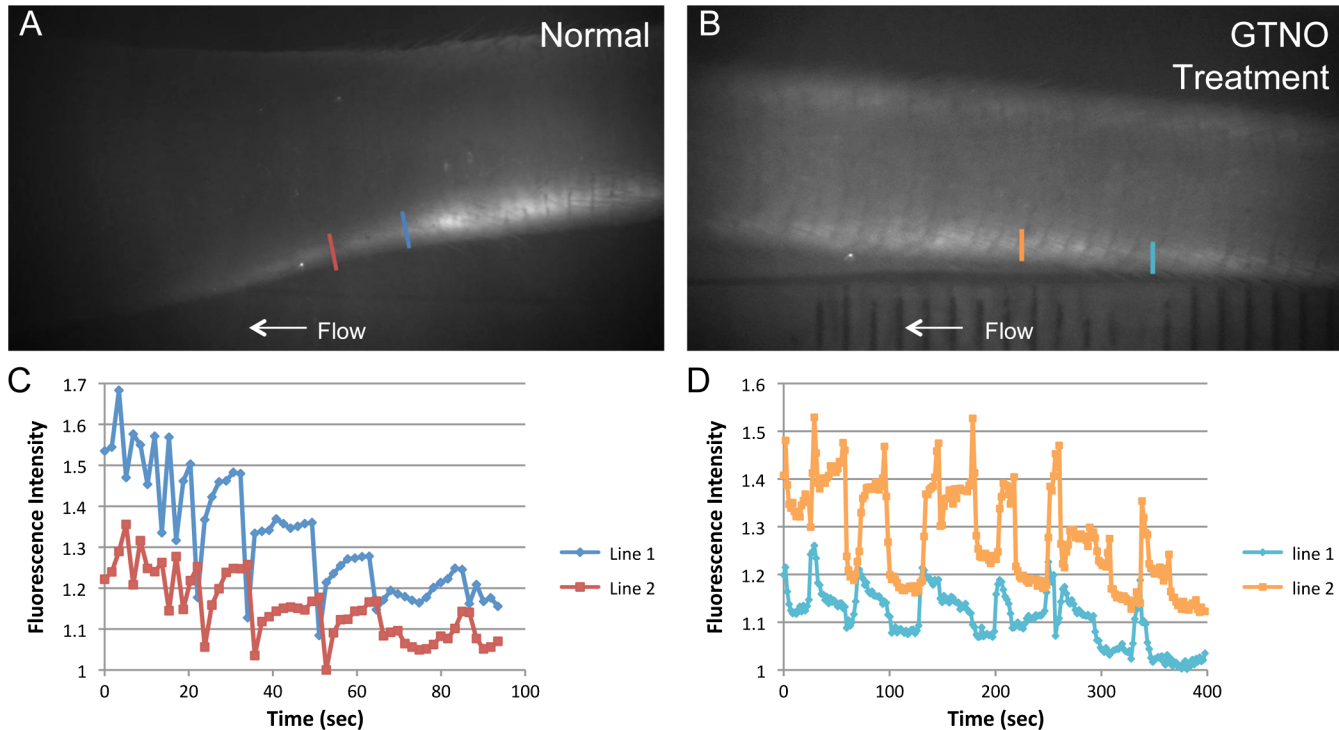 A
Normal
Flow
B
GTNO
Treatment
Flow
C
1.7
1.6
1.5
1.4
1.3
1.2
1.1
1
Fluorescence Intensity
0
20
40
60
80
100
Time (sec)
Line 1
Line 2
D
1.6
1.5
1.4
1.3
1.2
1.1
1
Fluorescence Intensity
0
100
200
300
400
Time (sec)
line 1
line 2